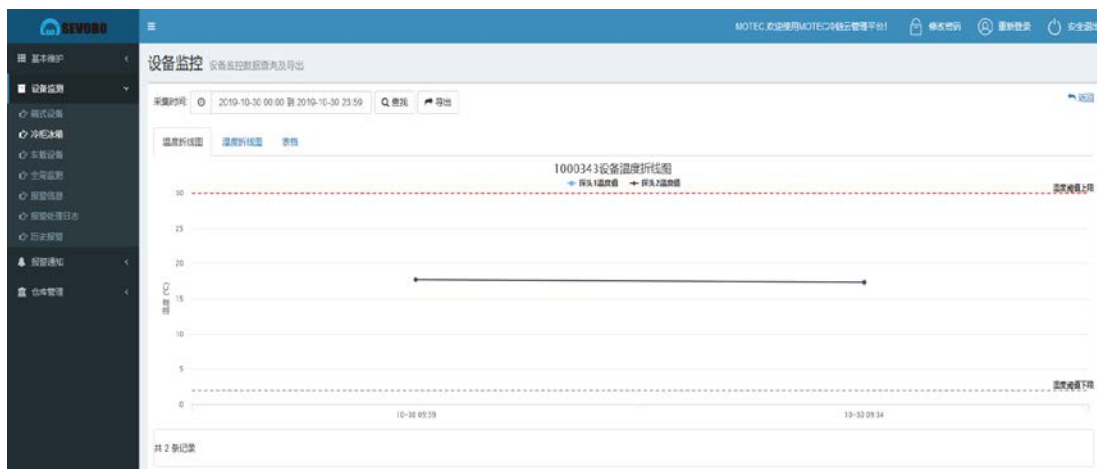 SEVORO
MOTEC,欢迎使用MOTEC冷链云管理平台!
修改密码
重新登录
安全退出
基本维护
设备监测
箱式设备
冷柜冰箱
车载设备
全局监测
报警信息
报警处理日志
历史报警
报警通知
仓库管理
设备监控 设备监控数据查询及导出
采集时间: 2019-10-30 00:00 到 2019-10-30 23:59 查找 导出
返回
温度折线图 湿度折线图 表格
1000343设备温度折线图
探头1温度值 探头2温度值
温度阈值上限
30
25
20
15
10
5
0
温度(℃)
温度阈值下限
10-30 09:39 10-30 09:34
共 2 条记录